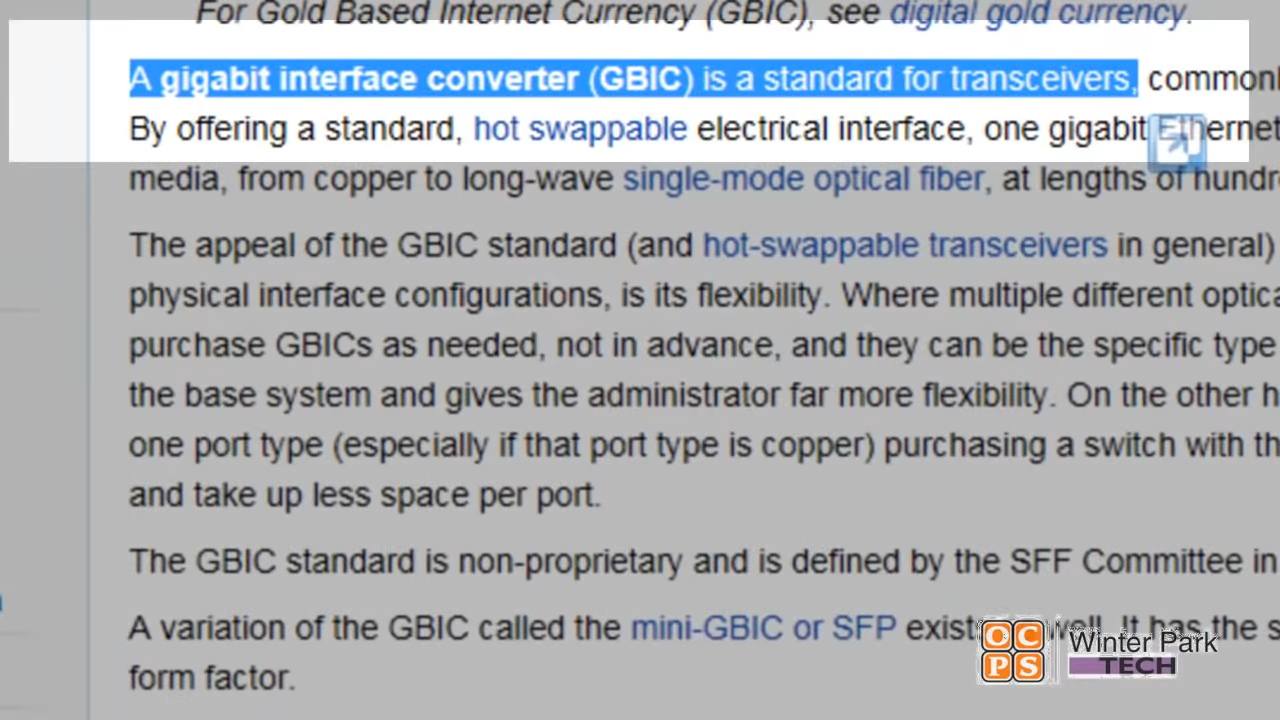 For Gold Based Internet Currency (GBIC), see digital gold currency.
A gigabit interface converter (GBIC) is a standard for transceivers,
By offering a standard, hot swappable electrical interface, one gigabit Ethernet
media, from copper to long-wave single-mode optical fiber, at lengths of
The appeal of the GBIC standard (and hot-swappable transceivers in general)
physical interface configurations, is its flexibility. Where multiple different
purchase GBICs as needed, not in advance, and they can be the specific type
the base system and gives the administrator far more flexibility. On the other
one port type (especially if that port type is copper) purchasing a switch with
and take up less space per port.
The GBIC standard is non-proprietary and is defined by the SFF Committee in
A variation of the GBIC called the mini-GBIC or SFP It has the
form factor.
OC
PS
Winter Park
TECH